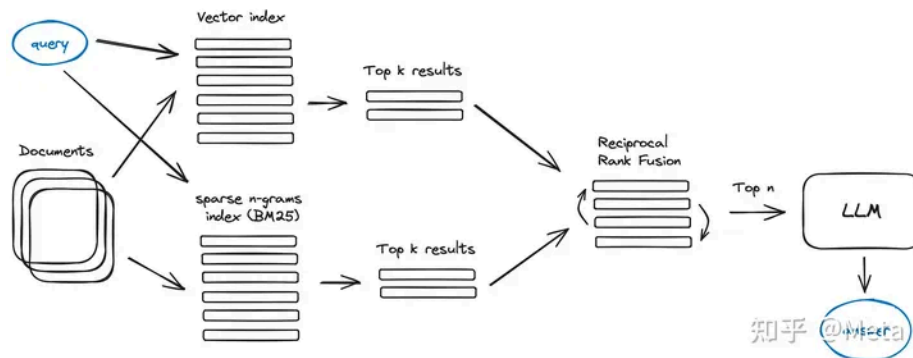 Vector index
query
Top k results
Documents
Reciprocal
Rank Fusion
sparse n-grams
index (BM25)
Top n
LLM
Top k results
知乎 @Meta